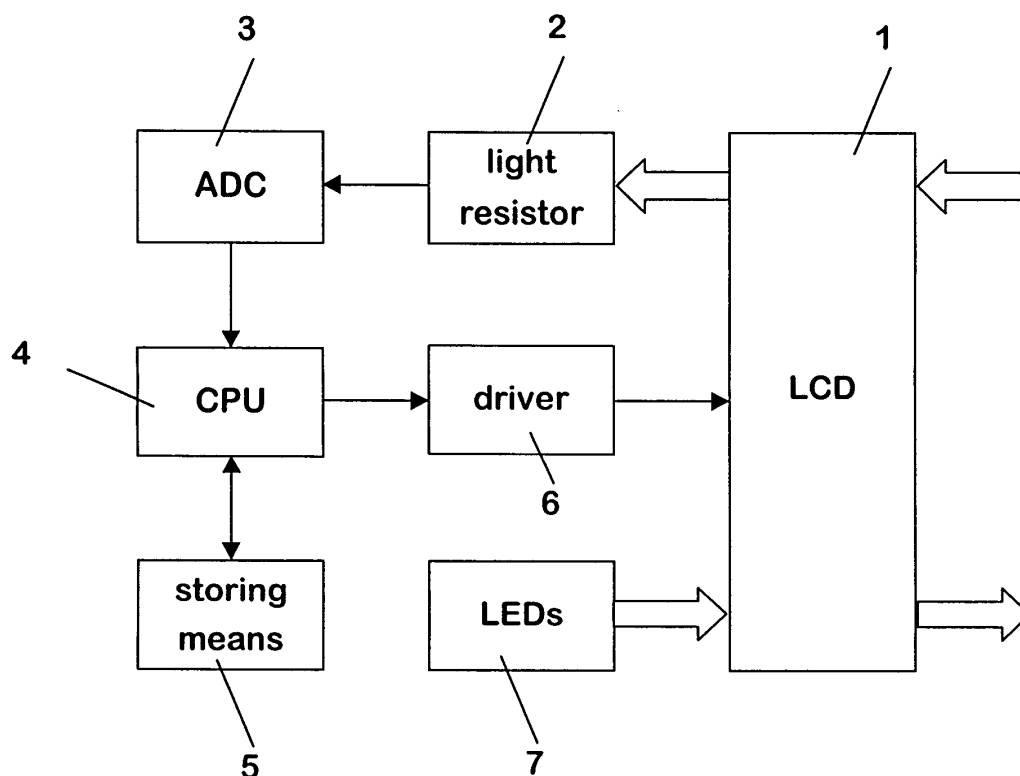 3
2
1
ADC
light
resistor
4
CPU
driver
LCD
6
storing
means
LEDs
5
7